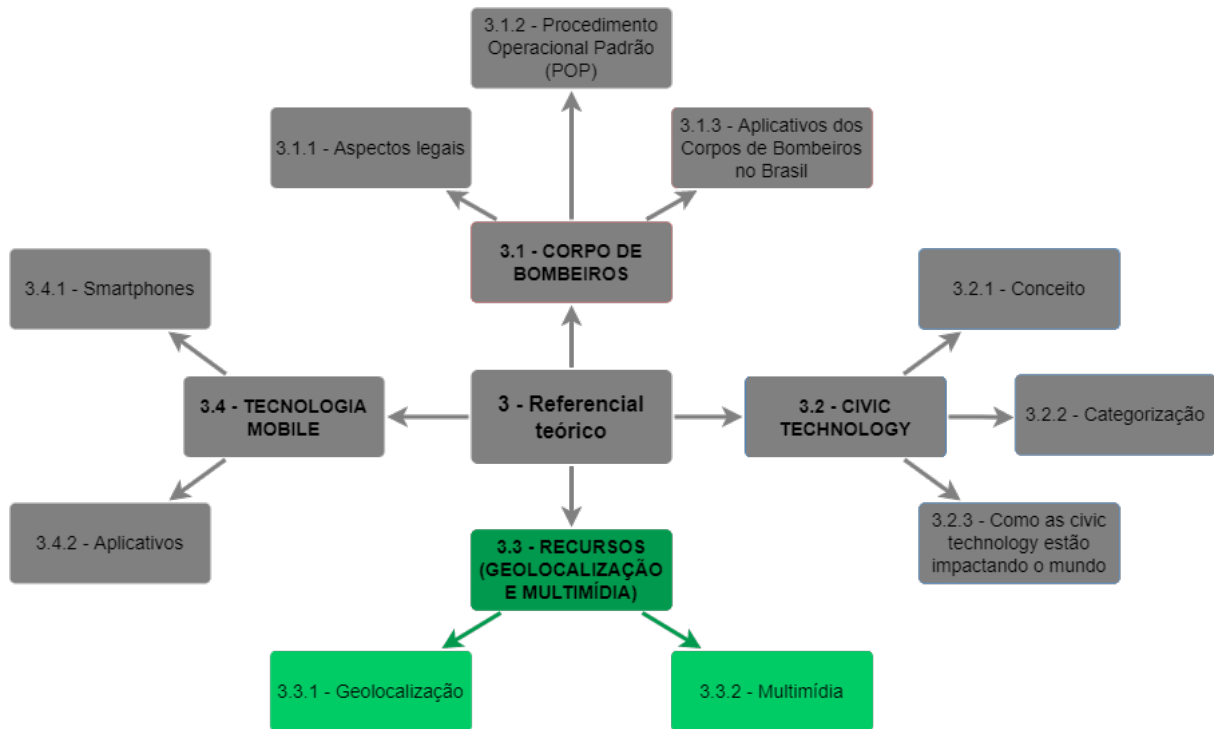 3.1.2 - Procedimento
Operacional Padrão
(POP)
3.1.1 - Aspectos legais
3.1.3 - Aplicativos dos
Corpos de Bombeiros
no Brasil
3.1 - CORPO DE
BOMBEIROS
3.4.1 - Smartphones
3.2.1 - Conceito
3.4 - TECNOLOGIA
MOBILE
3 - Referencial
teórico
3.2 - CIVIC
TECHNOLOGY
3.2.2 - Categorização
3.4.2 - Aplicativos
3.2.3 - Como as civic
technology estão
impactando o mundo
3.3 - RECURSOS
(GEOLOCALIZAÇÃO
E MULTIMÍDIA)
3.3.1 - Geolocalização
3.3.2 - Multimídia